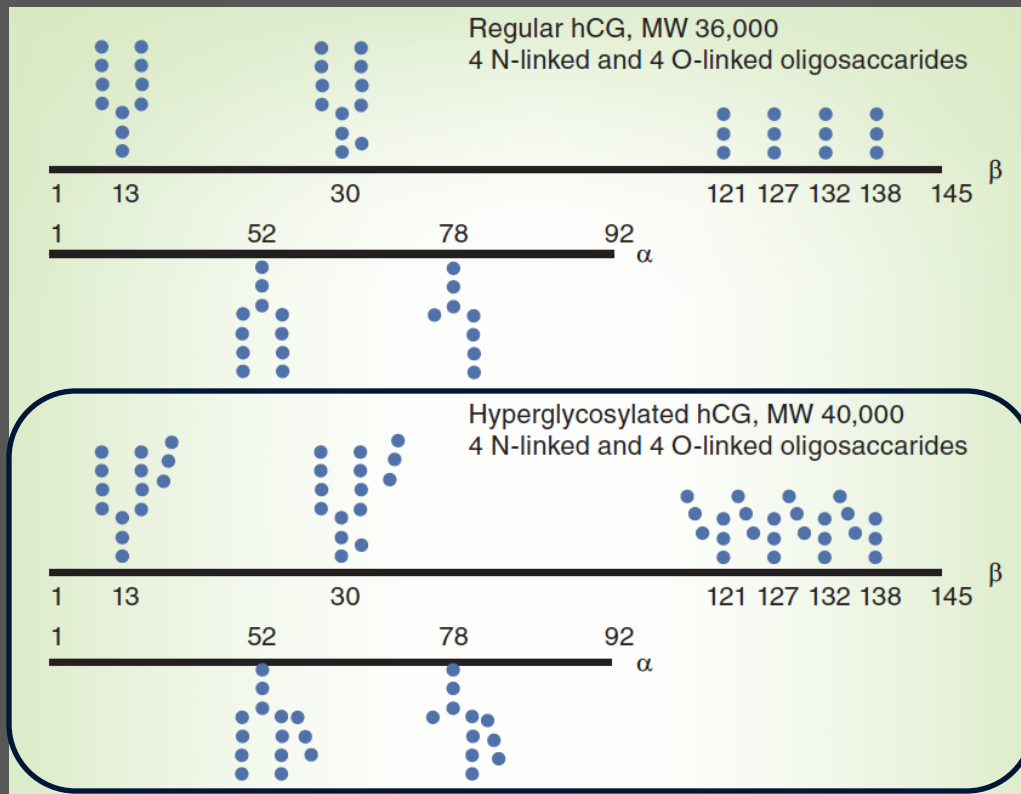 Regular hCG, MW 36,000
4 N-linked and 4 O-linked oligosaccarides
β
1 13 30 121 127 132 138 145
1 52 78 92
α
Hyperglycosylated hCG, MW 40,000
4 N-linked and 4 O-linked oligosaccarides
β
1 13 30 121 127 132 138 145
1 52 78 92
α